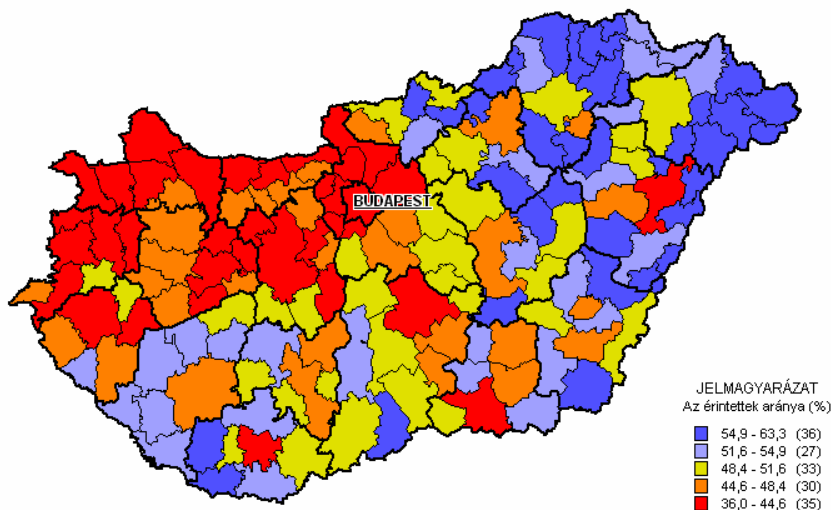 BUDAPEST
JELMAGYARÁZAT
Az érintettek aránya (%)
54,9 - 63,3 (36)
51,6 - 54,9 (27)
48,4 - 51,6 (33)
44,6 - 48,4 (30)
36,0 - 44,6 (35)